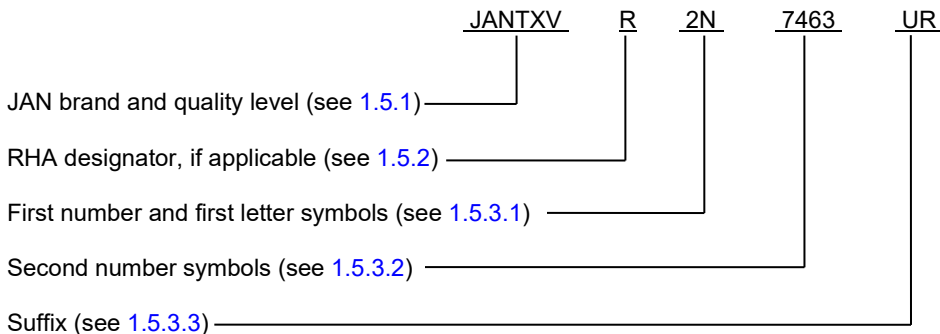 JANTXV R 2N 7463 UR
JAN brand and quality level (see 1.5.1)
RHA designator, if applicable (see 1.5.2)
First number and first letter symbols (see 1.5.3.1)
Second number symbols (see 1.5.3.2)
Suffix (see 1.5.3.3)